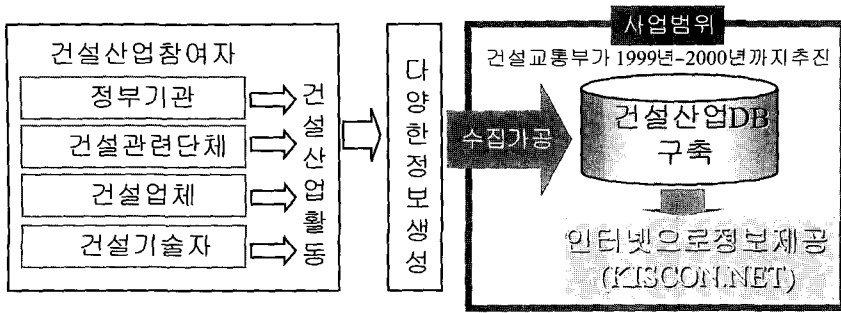 건설산업참여자
정부기관
건설관련단체
건설업체
건설기술자
건설산업활동
다양한정보생성
수집가공
사업범위
건설교통부가 1999년-2000년까지추진
건설산업DB
구축
인터넷으로정보제공
(KISCON.NET)